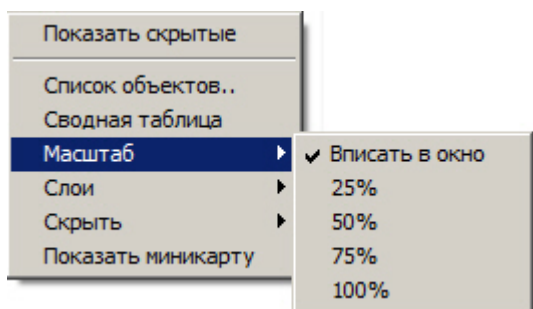 Показать скрытые
Список объектов..
Сводная таблица
Масштаб
Слои
Скрыть
Показать миникарту
Вписать в окно
25%
50%
75%
100%